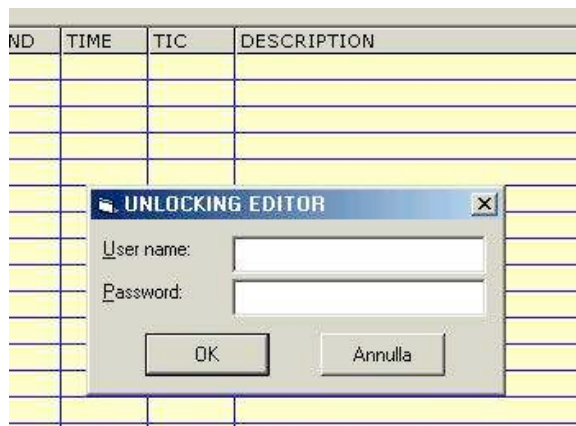 ND TIME TIC DESCRIPTION
UNLOCKING EDITOR
User name:
Password:
OK Annulla